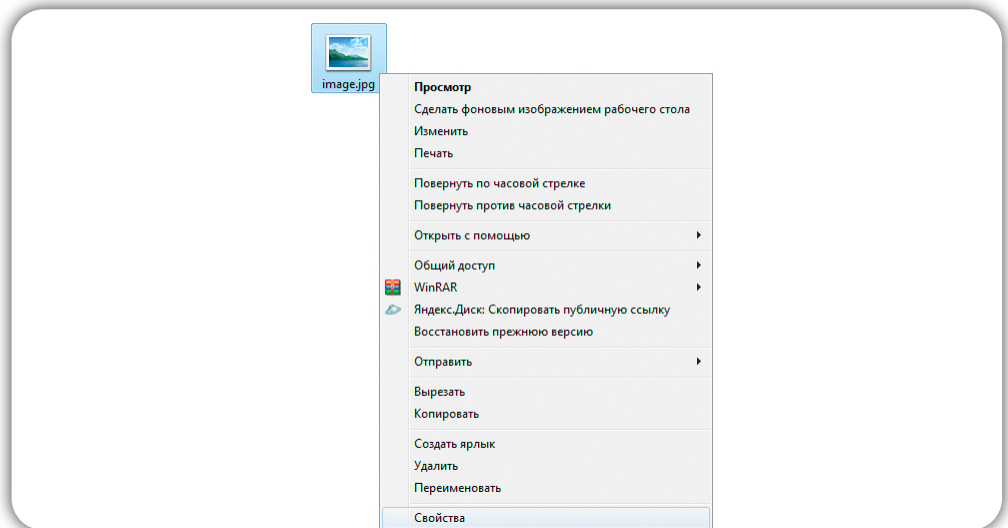 image.jpg
Просмотр
Сделать фоновым изображением рабочего стола
Изменить
Печать
Повернуть по часовой стрелке
Повернуть против часовой стрелки
Открыть с помощью
Общий доступ
WinRAR
Яндекс.Диск: Скопировать публичную ссылку
Восстановить прежнюю версию
Отправить
Вырезать
Копировать
Создать ярлык
Удалить
Переименовать
Свойства